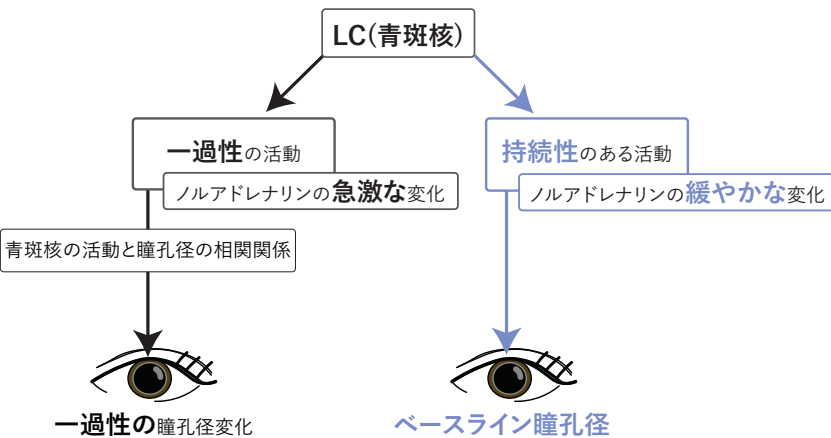 LC(青斑核)
一過性の活動
ノルアドレナリンの急激な変化
青斑核の活動と瞳孔径の相関関係
一過性の瞳孔径変化
持続性のある活動
ノルアドレナリンの緩やかな変化
ベースライン瞳孔径